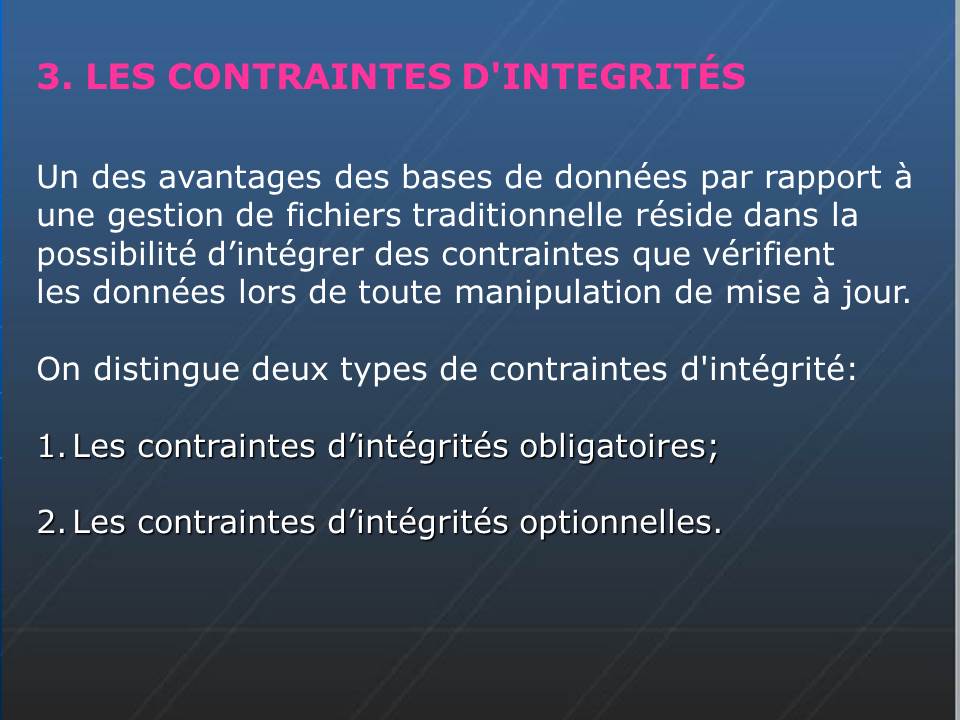 3. LES CONTRAINTES D'INTEGRITÉS
Un des avantages des bases de données par rapport à
une gestion de fichiers traditionnelle réside dans la
possibilité d’intégrer des contraintes que vérifient
les données lors de toute manipulation de mise à jour.
On distingue deux types de contraintes d'intégrité:
1. Les contraintes d’intégrités obligatoires;
2. Les contraintes d’intégrités optionnelles.